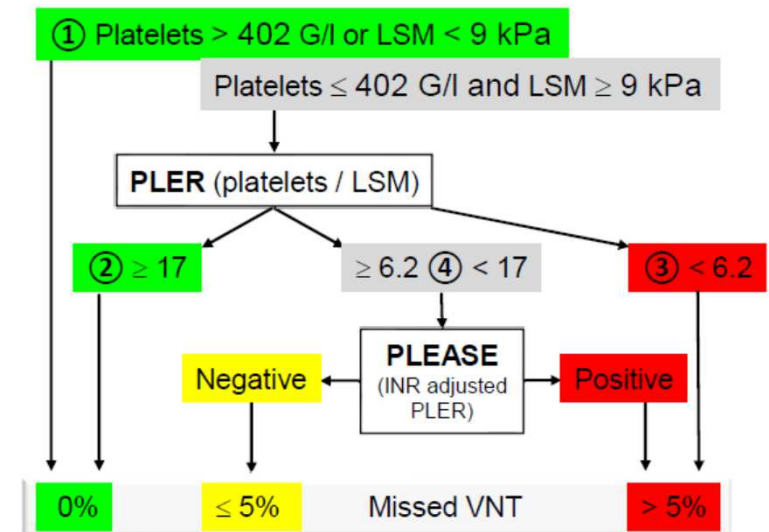 ① Platelets > 402 G/l or LSM < 9 kPa
Platelets ≤ 402 G/l and LSM ≥ 9 kPa
PLER (platelets / LSM)
② ≥ 17
≥ 6.2 ④ < 17
③ < 6.2
Negative
PLEASE
(INR adjusted
PLER)
Positive
0%
≤ 5%
Missed VNT
> 5%